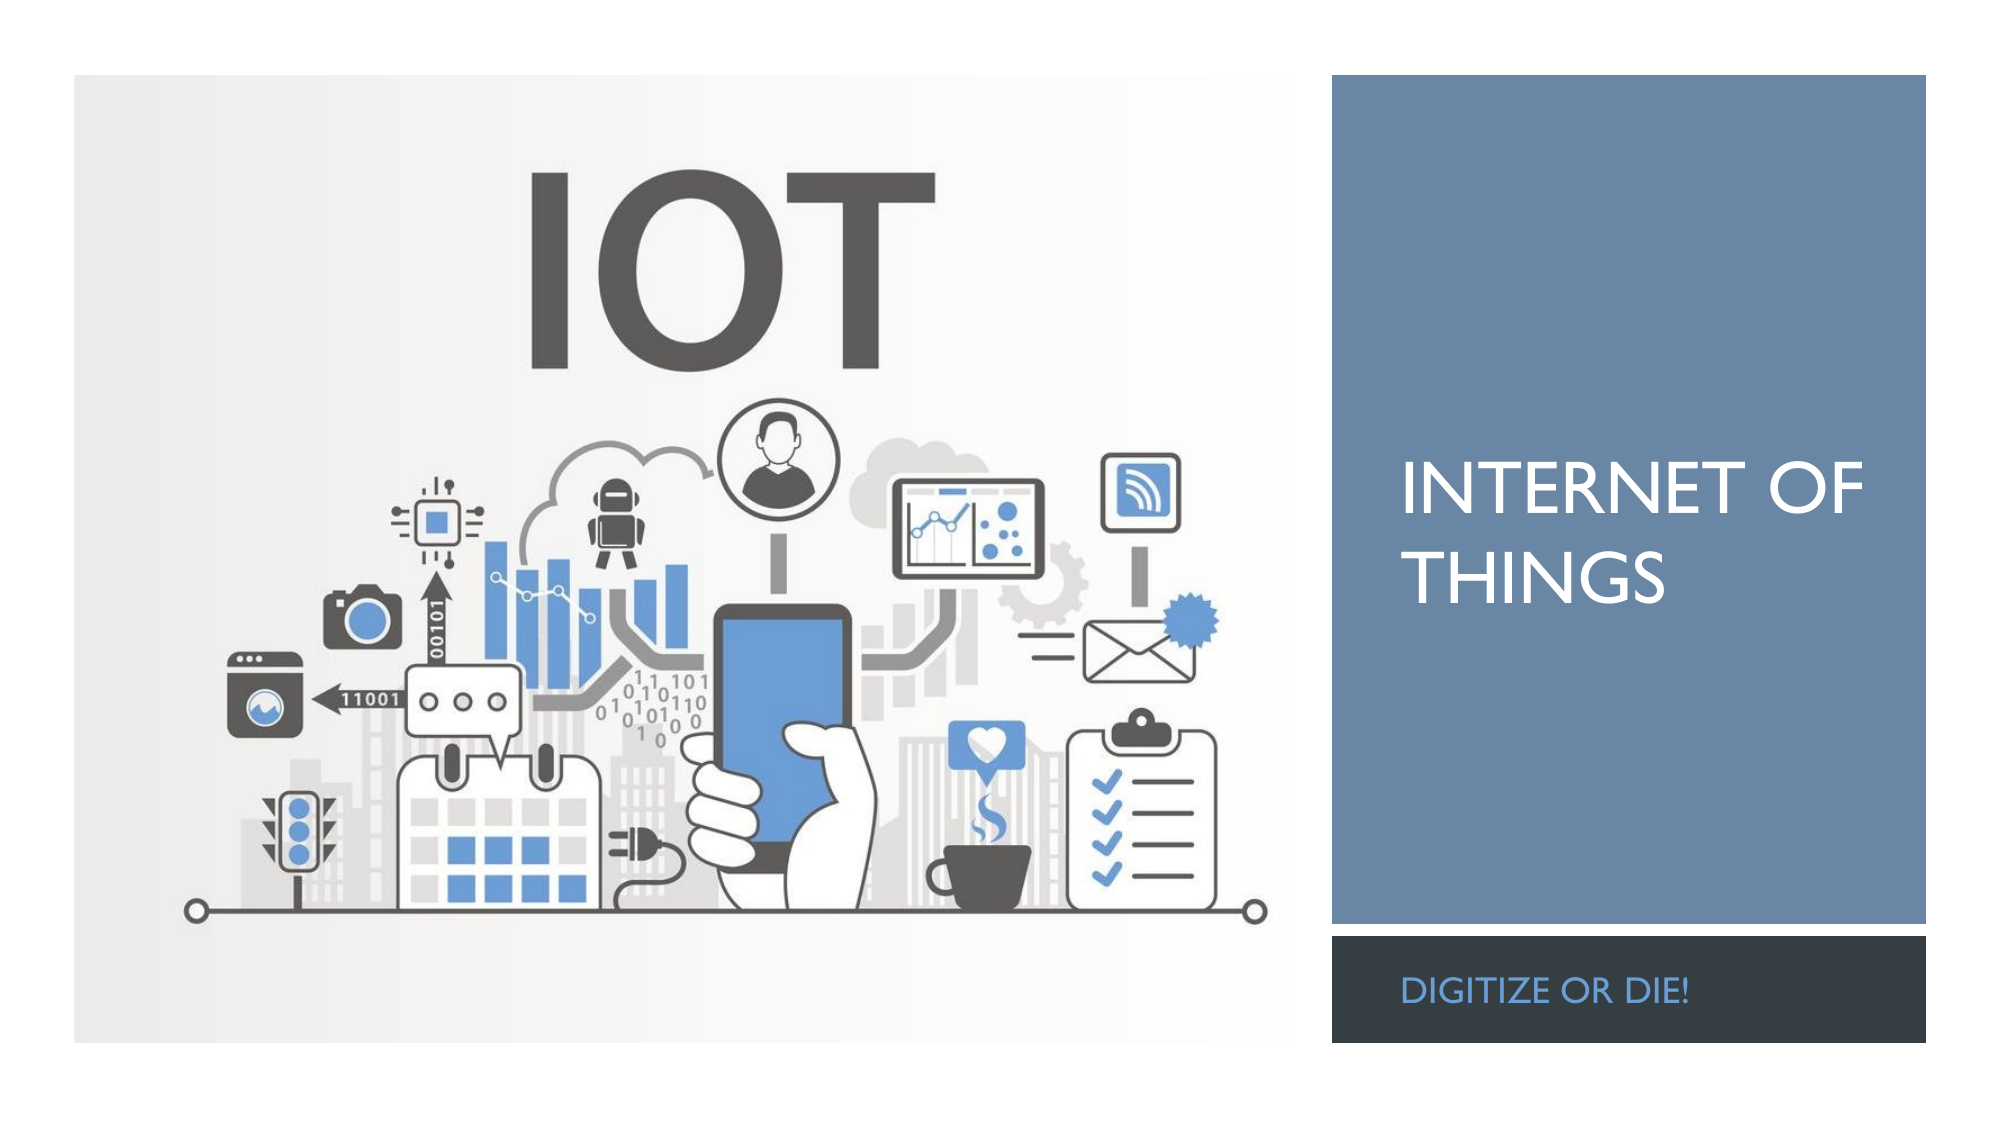 IOT
00101
11001
INTERNET OF
THINGS
DIGITIZE OR DIE!